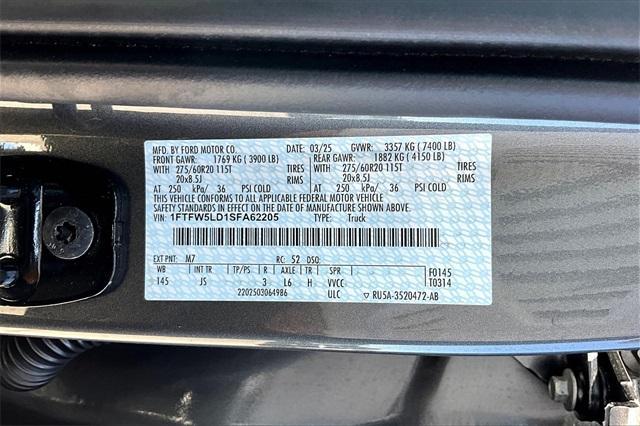 MFD. BY FORD MOTOR CO. DATE: 03/25 GVWR: 3357 KG ( 7400 LB)
FRONT GAWR: 1769 KG ( 3900 LB) REAR GAWR: 1882 KG ( 4150 LB)
WITH 275/60R20 115T TIRES WITH 275/60R20 115T TIRES
20x8.5J 20x8.5J
AT 250 kPa/ 36 PSI COLD AT 250 kPa/ 36 PSI COLD
THIS VEHICLE CONFORMS TO ALL APPLICABLE FEDERAL MOTOR VEHICLE
SAFETY STANDARDS IN EFFECT ON THE DATE OF MANUFACTURE SHOWN ABOVE.
VIN: 1FTFW5LD1SFA62205 TYPE: Truck
EXT PNT: M7 RC: 52 DSO:
WB INT TR TP/PS R AXLE TR SPR F0145
145 JS 3 L6 H VVCC T0314
2202503064986 ULC ▽ RU5A-3520472-AB